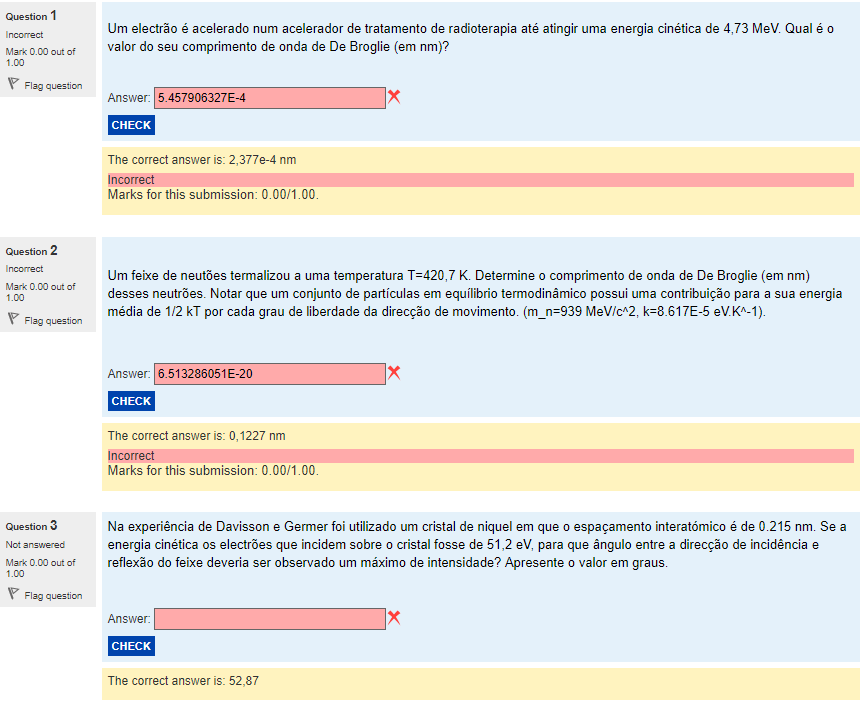 Question 1
Incorrect
Mark 0.00 out of
1.00
Flag question
Um electrão é acelerado num acelerador de tratamento de radioterapia até atingir uma energia cinética de 4,73 MeV. Qual é o
valor do seu comprimento de onda de De Broglie (em nm)?
Answer: 5.457906327E-4
CHECK
The correct answer is: 2,377e-4 nm
Incorrect
Marks for this submission: 0.00/1.00.
Question 2
Incorrect
Mark 0.00 out of
1.00
Flag question
Um feixe de neutões termalizou a uma temperatura T=420,7 K. Determine o comprimento de onda de De Broglie (em nm)
desses neutrões. Notar que um conjunto de partículas em equílibrio termodinâmico possui uma contribuição para a sua energia
média de 1/2 kT por cada grau de liberdade da direcção de movimento. (m_n=939 MeV/c^2, k=8.617E-5 eV.K^-1).
Answer: 6.513286051E-20
CHECK
The correct answer is: 0,1227 nm
Incorrect
Marks for this submission: 0.00/1.00.
Question 3
Not answered
Mark 0.00 out of
1.00
Flag question
Na experiência de Davisson e Germer foi utilizado um cristal de niquel em que o espaçamento interatómico é de 0.215 nm. Se a
energia cinética os electrões que incidem sobre o cristal fosse de 51,2 eV, para que ângulo entre a direcção de incidência e
reflexão do feixe deveria ser observado um máximo de intensidade? Apresente o valor em graus.
Answer:
CHECK
The correct answer is: 52,87